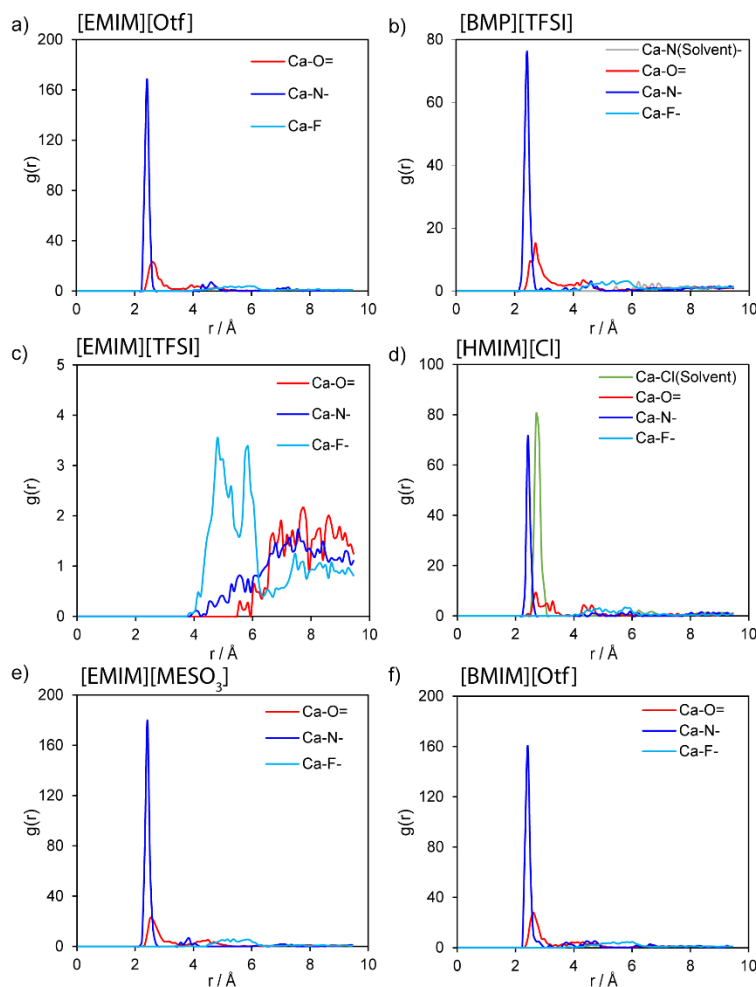 a) [EMIM][Otf]
200
160
120
80
40
0
g(r)
Ca-O=
Ca-N-
Ca-F
0 2 4 6 8 10
r / Å
b) [BMP][TFSI]
80
60
40
20
0
g(r)
Ca-N(Solvent)-
Ca-O=
Ca-N-
Ca-F-
0 2 4 6 8 10
r / Å
c) [EMIM][TFSI]
5
4
3
2
1
0
g(r)
Ca-O=
Ca-N-
Ca-F-
0 2 4 6 8 10
r / Å
d) [HMIM][Cl]
100
80
60
40
20
0
g(r)
Ca-Cl(Solvent)
Ca-O=
Ca-N-
Ca-F-
0 2 4 6 8 10
r / Å
e) [EMIM][MESO₃]
200
160
120
80
40
0
g(r)
Ca-O=
Ca-N-
Ca-F-
0 2 4 6 8 10
r / Å
f) [BMIM][Otf]
200
160
120
80
40
0
g(r)
Ca-O=
Ca-N-
Ca-F-
0 2 4 6 8 10
r / Å